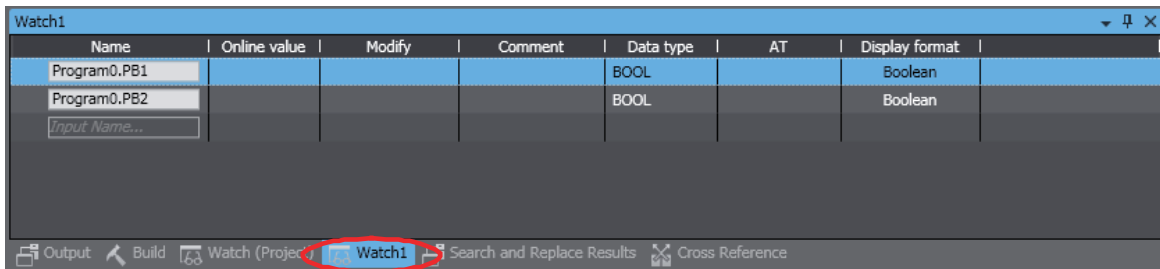 Watch1
Name Online value Modify Comment Data type AT Display format
Program0.PB1 BOOL Boolean
Program0.PB2 BOOL Boolean
Input Name...
Output Build Watch (Project) Watch1 Search and Replace Results Cross Reference